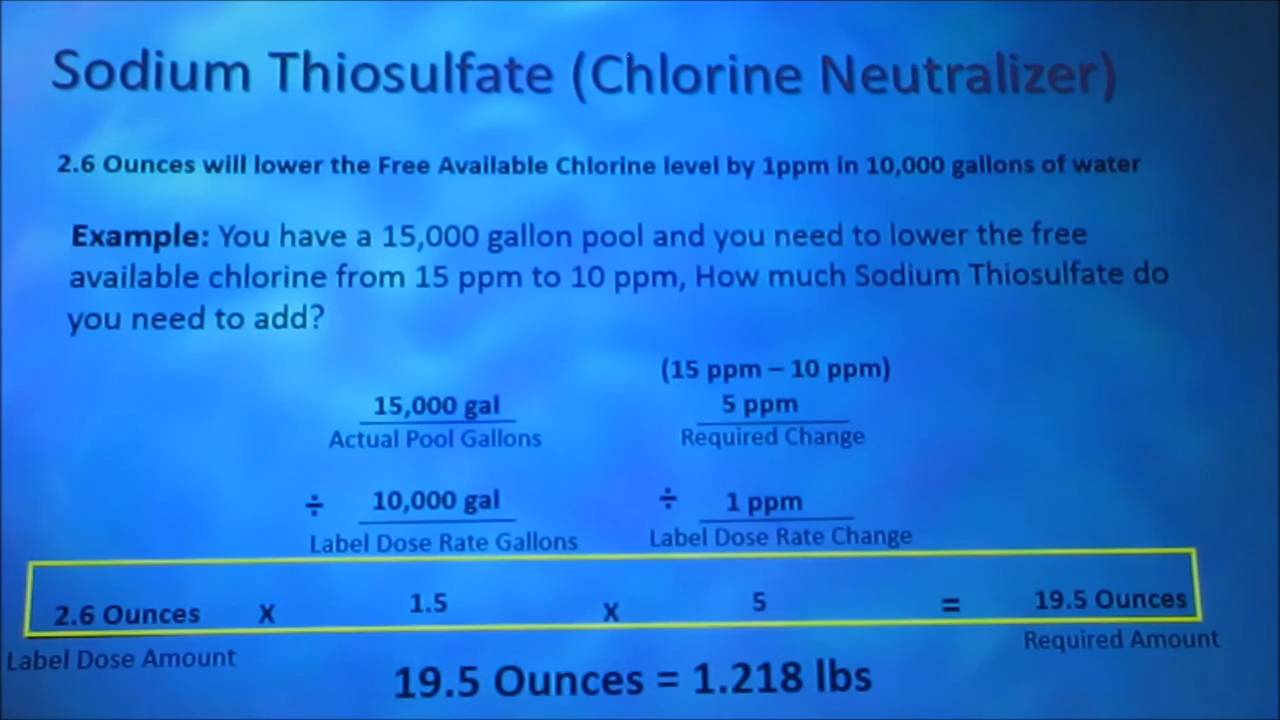 Sodium Thiosulfate (Chlorine Neutralizer)
2.6 Ounces will lower the Free Available Chlorine level by 1ppm in 10,000 gallons of water
Example: You have a 15,000 gallon pool and you need to lower the free
available chlorine from 15 ppm to 10 ppm, How much Sodium Thiosulfate do
you need to add?
(15 ppm – 10 ppm)
15,000 gal 5 ppm
Actual Pool Gallons Required Change
÷ 10,000 gal ÷ 1 ppm
Label Dose Rate Gallons Label Dose Rate Change
2.6 Ounces X 1.5 X 5 = 19.5 Ounces
Label Dose Amount Required Amount
19.5 Ounces = 1.218 lbs